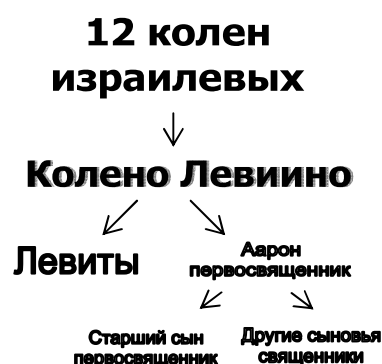 12 колен
израилевых
Колено Левиино
Левиты
Аарон
первосвященник
Старший сын
первосвященник
Другие сыновья
священники